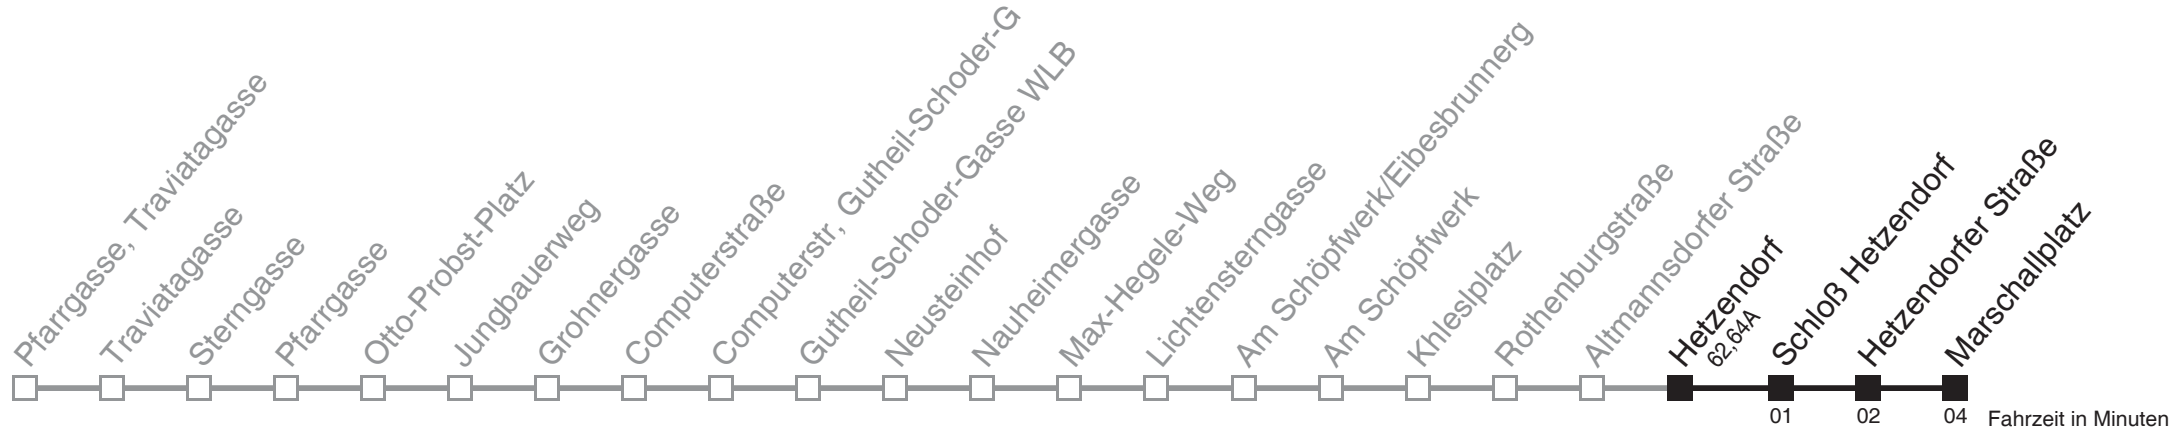 Pfarrgasse, Traviatagasse
Traviatagasse
Sterngasse
Pfarrgasse
Otto-Probst-Platz
Jungbauerweg
Grohnergasse
Computerstraße
Computerstr, Gutheil-Schoder-G
Gutheil-Schoder-Gasse WLB
Neusteinhof
Nauheimergasse
Max-Hegele-Weg
Lichtensterngasse
Am Schöpfwerk/Eibesbrunnerg
Am Schöpfwerk
Khleslplatz
Rothenburgstraße
Altmannsdorfer Straße
Hetzendorf
62,64A
Schloß Hetzendorf
Hetzendorfer Straße
Marschallplatz
01
02
04
Fahrzeit in Minuten